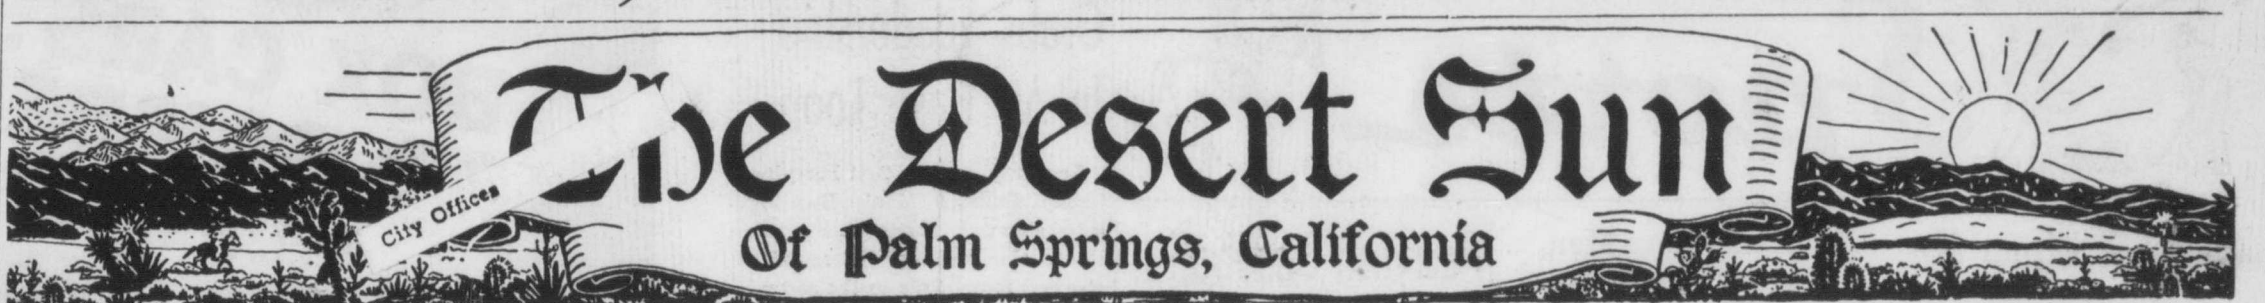 The Desert Sun
City Offices
Of Palm Springs, California